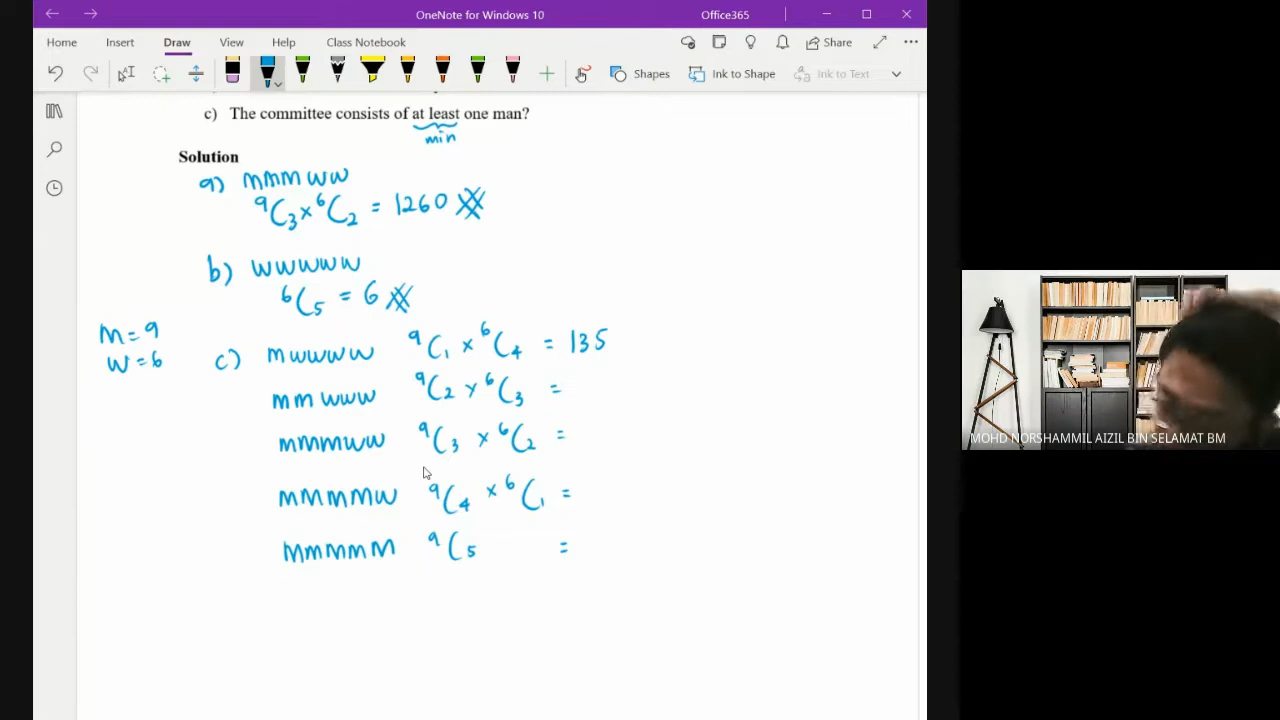 OneNote for Windows 10
Office365
Home Insert Draw View Help Class Notebook
Share
Shapes
Ink to Shape
Ink to Text
c) The committee consists of at least one man?
min
Solution
a) MMMWW
⁹C₃ × ⁶C₂ = 1260
b) WWWWW
⁶C₅ = 6
M = 9
W = 6
c) MWWWW ⁹C₁ × ⁶C₄ = 135
MMWWW ⁹C₂ × ⁶C₃ =
MMMWW ⁹C₃ × ⁶C₂ =
MMMMW ⁹C₄ × ⁶C₁ =
MMMMM ⁹C₅ =
MOHD NORSHAMMIL AIZIL BIN SELAMAT BM